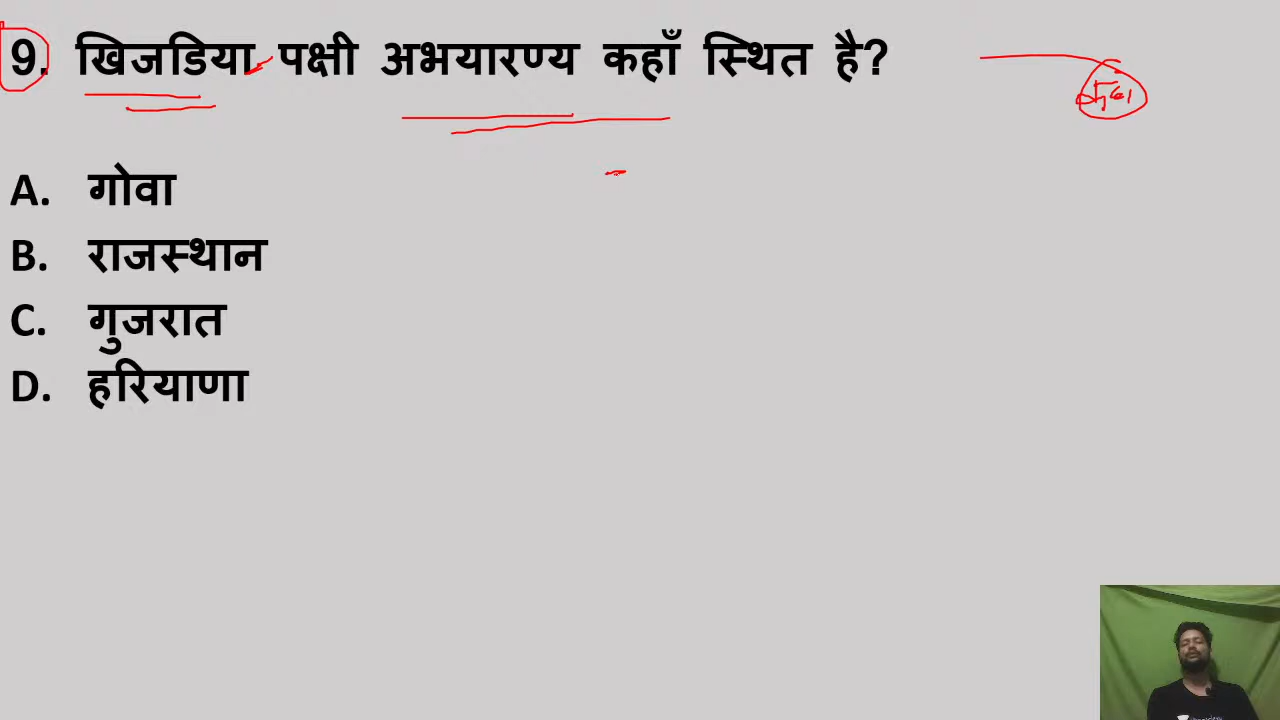 9. खिजडिया पक्षी अभयारण्य कहाँ स्थित है?
A. गोवा
B. राजस्थान
C. गुजरात
D. हरियाणा